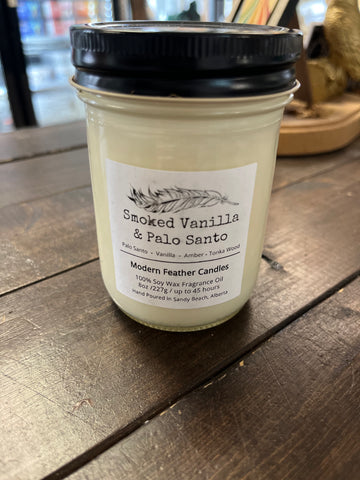 Smoked Vanilla
& Palo Santo
Palo Santo • Vanilla • Amber • Tonka Wood
Modern Feather Candles
100% Soy Wax Fragrance Oil
8oz /227g / up to 45 hours
Hand Poured In Sandy Beach, Alberta